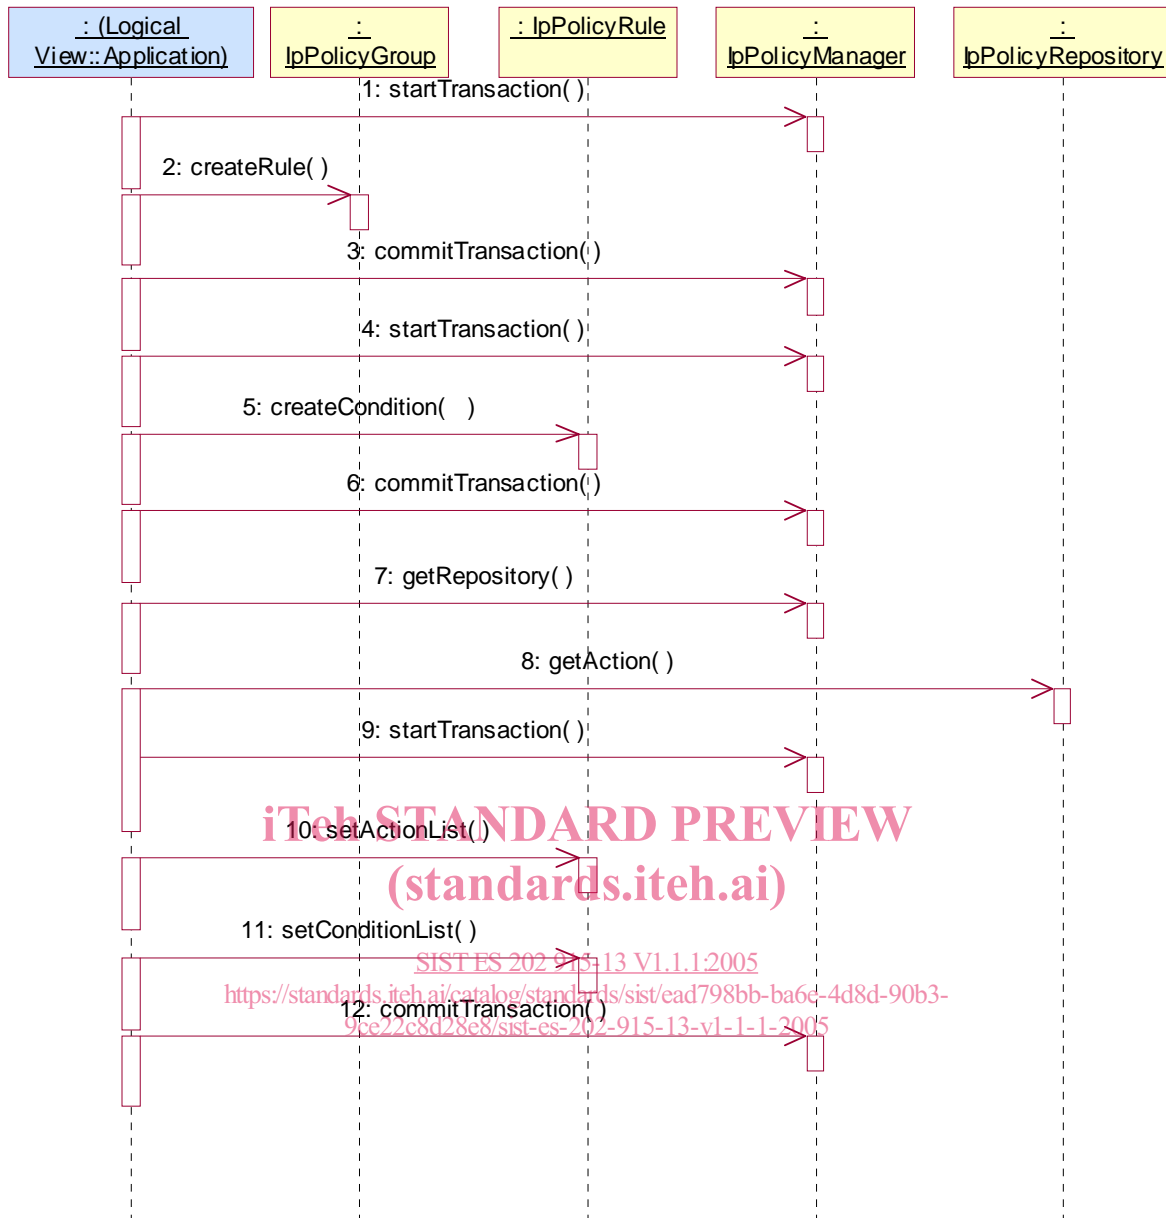 : (Logical
View::Application)
:
IpPolicyGroup
: IpPolicyRule
:
IpPolicyManager
:
IpPolicyRepository
1: startTransaction( )
2: createRule( )
3: commitTransaction( )
4: startTransaction( )
5: createCondition(   )
6: commitTransaction( )
7: getRepository( )
8: getAction( )
9: startTransaction( )
iTeh STANDARD PREVIEW
10: setActionList( )
(standards.iteh.ai)
11: setConditionList( )
SIST ES 202 915-13 V1.1.1:2005
https://standards.iteh.ai/catalog/standards/sist/ead798bb-ba6e-4d8d-90b3-
12: commitTransaction( )
9ce22c8d28e8/sist-es-202-915-13-v1-1-1-2005